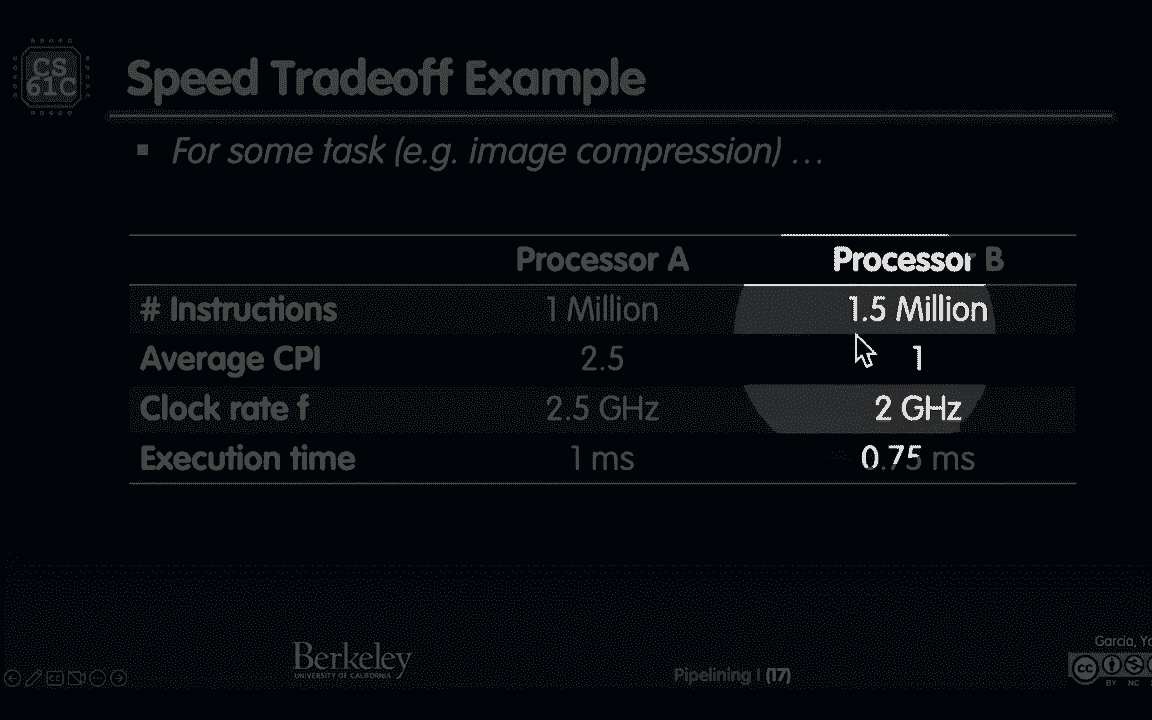 CS
61C
Speed Tradeoff Example
▪ For some task (e.g. image compression) …
Processor A Processor B
# Instructions 1 Million 1.5 Million
Average CPI 2.5 1
Clock rate f 2.5 GHz 2 GHz
Execution time 1 ms 0.75 ms
Garcia,
Berkeley
UNIVERSITY OF CALIFORNIA
Pipelining I (17)
cc
BY NC